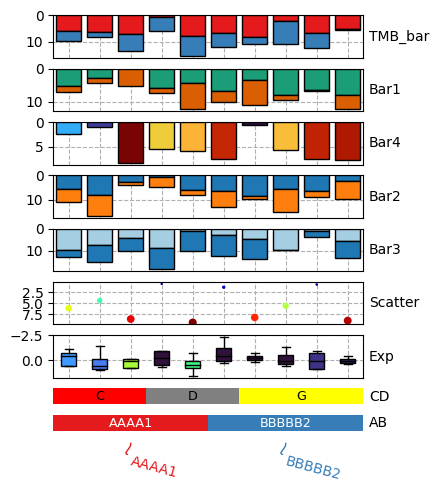 0
10
TMB_bar
0
10
Bar1
0
5
Bar4
0
10
Bar2
0
10
Bar3
2.5
5.0
7.5
Scatter
−2.5
0.0
Exp
C D G CD
AAAA1 BBBBB2 AB
AAAA1 BBBBB2